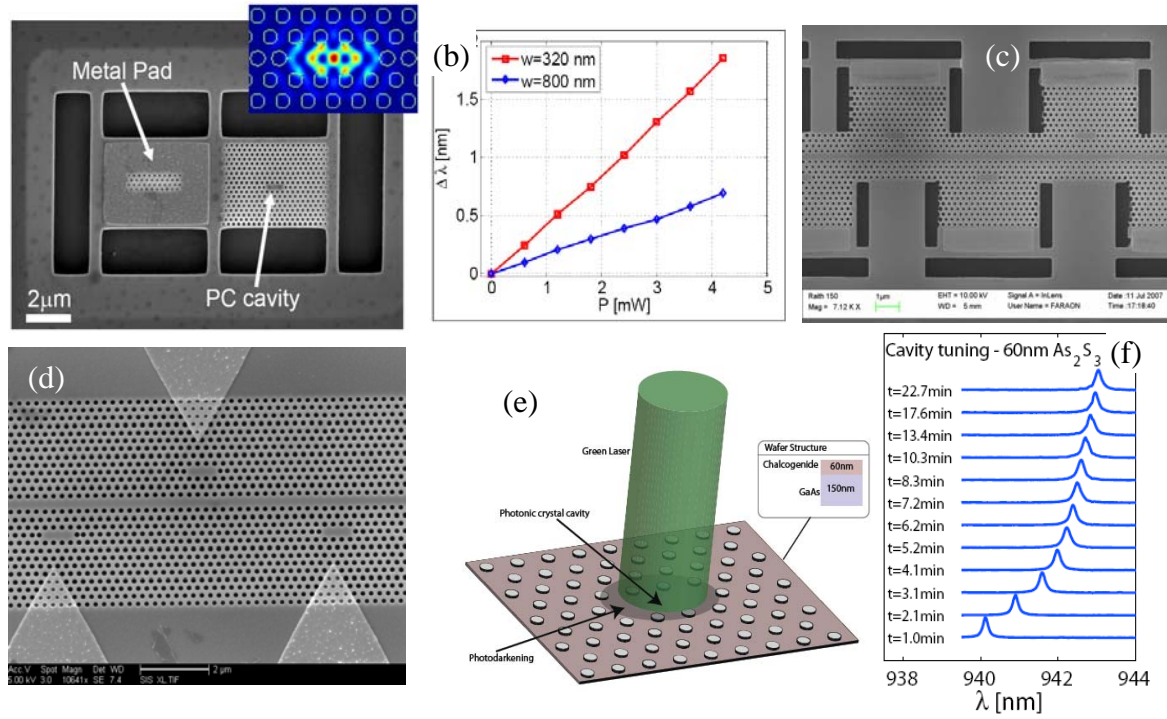 Metal Pad
PC cavity
2μm
(b)
w=320 nm
w=800 nm
Δ λ [nm]
1.5
1
0.5
0
0 1 2 3 4 5
P [mW]
(c)
Raith 150
Mag = 7.12 K X
1μm
EHT = 10.00 kV
WD = 5 mm
Signal A = InLens
User Name = FARAON
Date :11 Jul 2007
Time :17:18:40
(d)
Acc.V Spot Magn Det WD
5.00 kV 3.0 10641x SE 7.4 SIS XL TIF
2 μm
(e)
Green Laser
Wafer Structure
Chalcogenide 60nm
GaAs 150nm
Photonic crystal cavity
Photodarkening
(f)
Cavity tuning - 60nm As2S3
t=22.7min
t=17.6min
t=13.4min
t=10.3min
t=8.3min
t=7.2min
t=6.2min
t=5.2min
t=4.1min
t=3.1min
t=2.1min
t=1.0min
938 940 942 944
λ [nm]